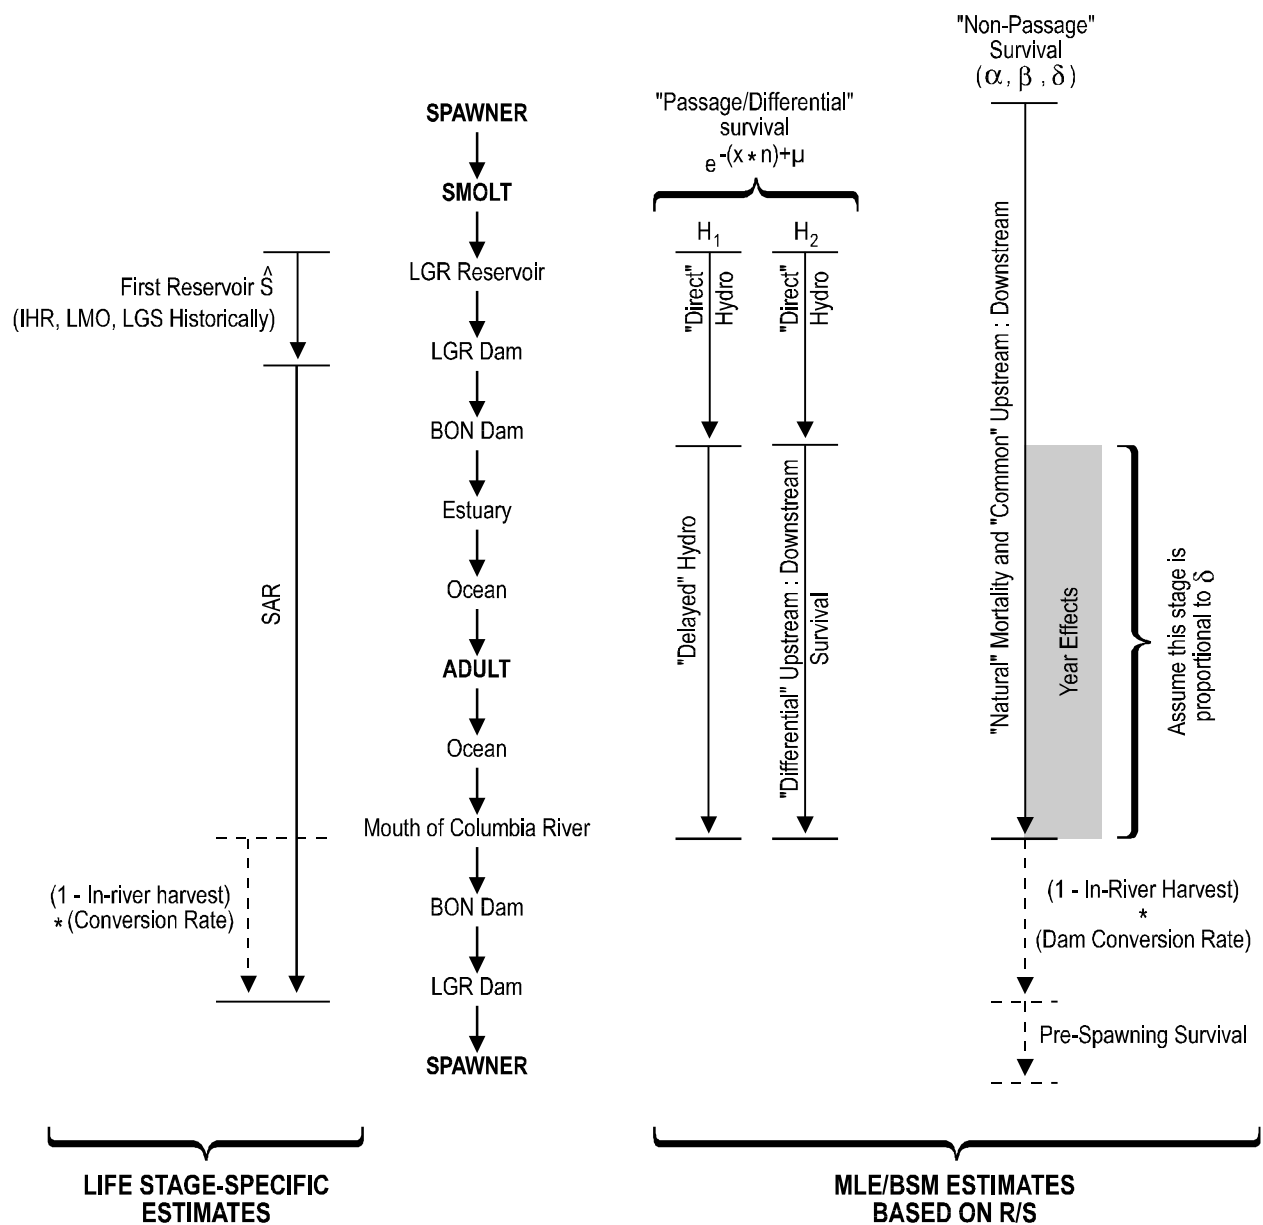 "Non-Passage"
Survival
(α, β, δ)
"Passage/Differential"
survival
e -(x * n)+μ
SPAWNER
SMOLT
LGR Reservoir
LGR Dam
BON Dam
Estuary
Ocean
ADULT
Ocean
Mouth of Columbia River
BON Dam
LGR Dam
SPAWNER
First Reservoir Ŝ
(IHR, LMO, LGS Historically)
SAR
(1 - In-river harvest)
* (Conversion Rate)
H1
"Direct"
Hydro
"Delayed" Hydro
H2
"Direct"
Hydro
"Differential" Upstream : Downstream
Survival
"Natural" Mortality and "Common" Upstream : Downstream
Year Effects
Assume this stage is
proportional to δ
(1 - In-River Harvest)
*
(Dam Conversion Rate)
Pre-Spawning Survival
LIFE STAGE-SPECIFIC
ESTIMATES
MLE/BSM ESTIMATES
BASED ON R/S